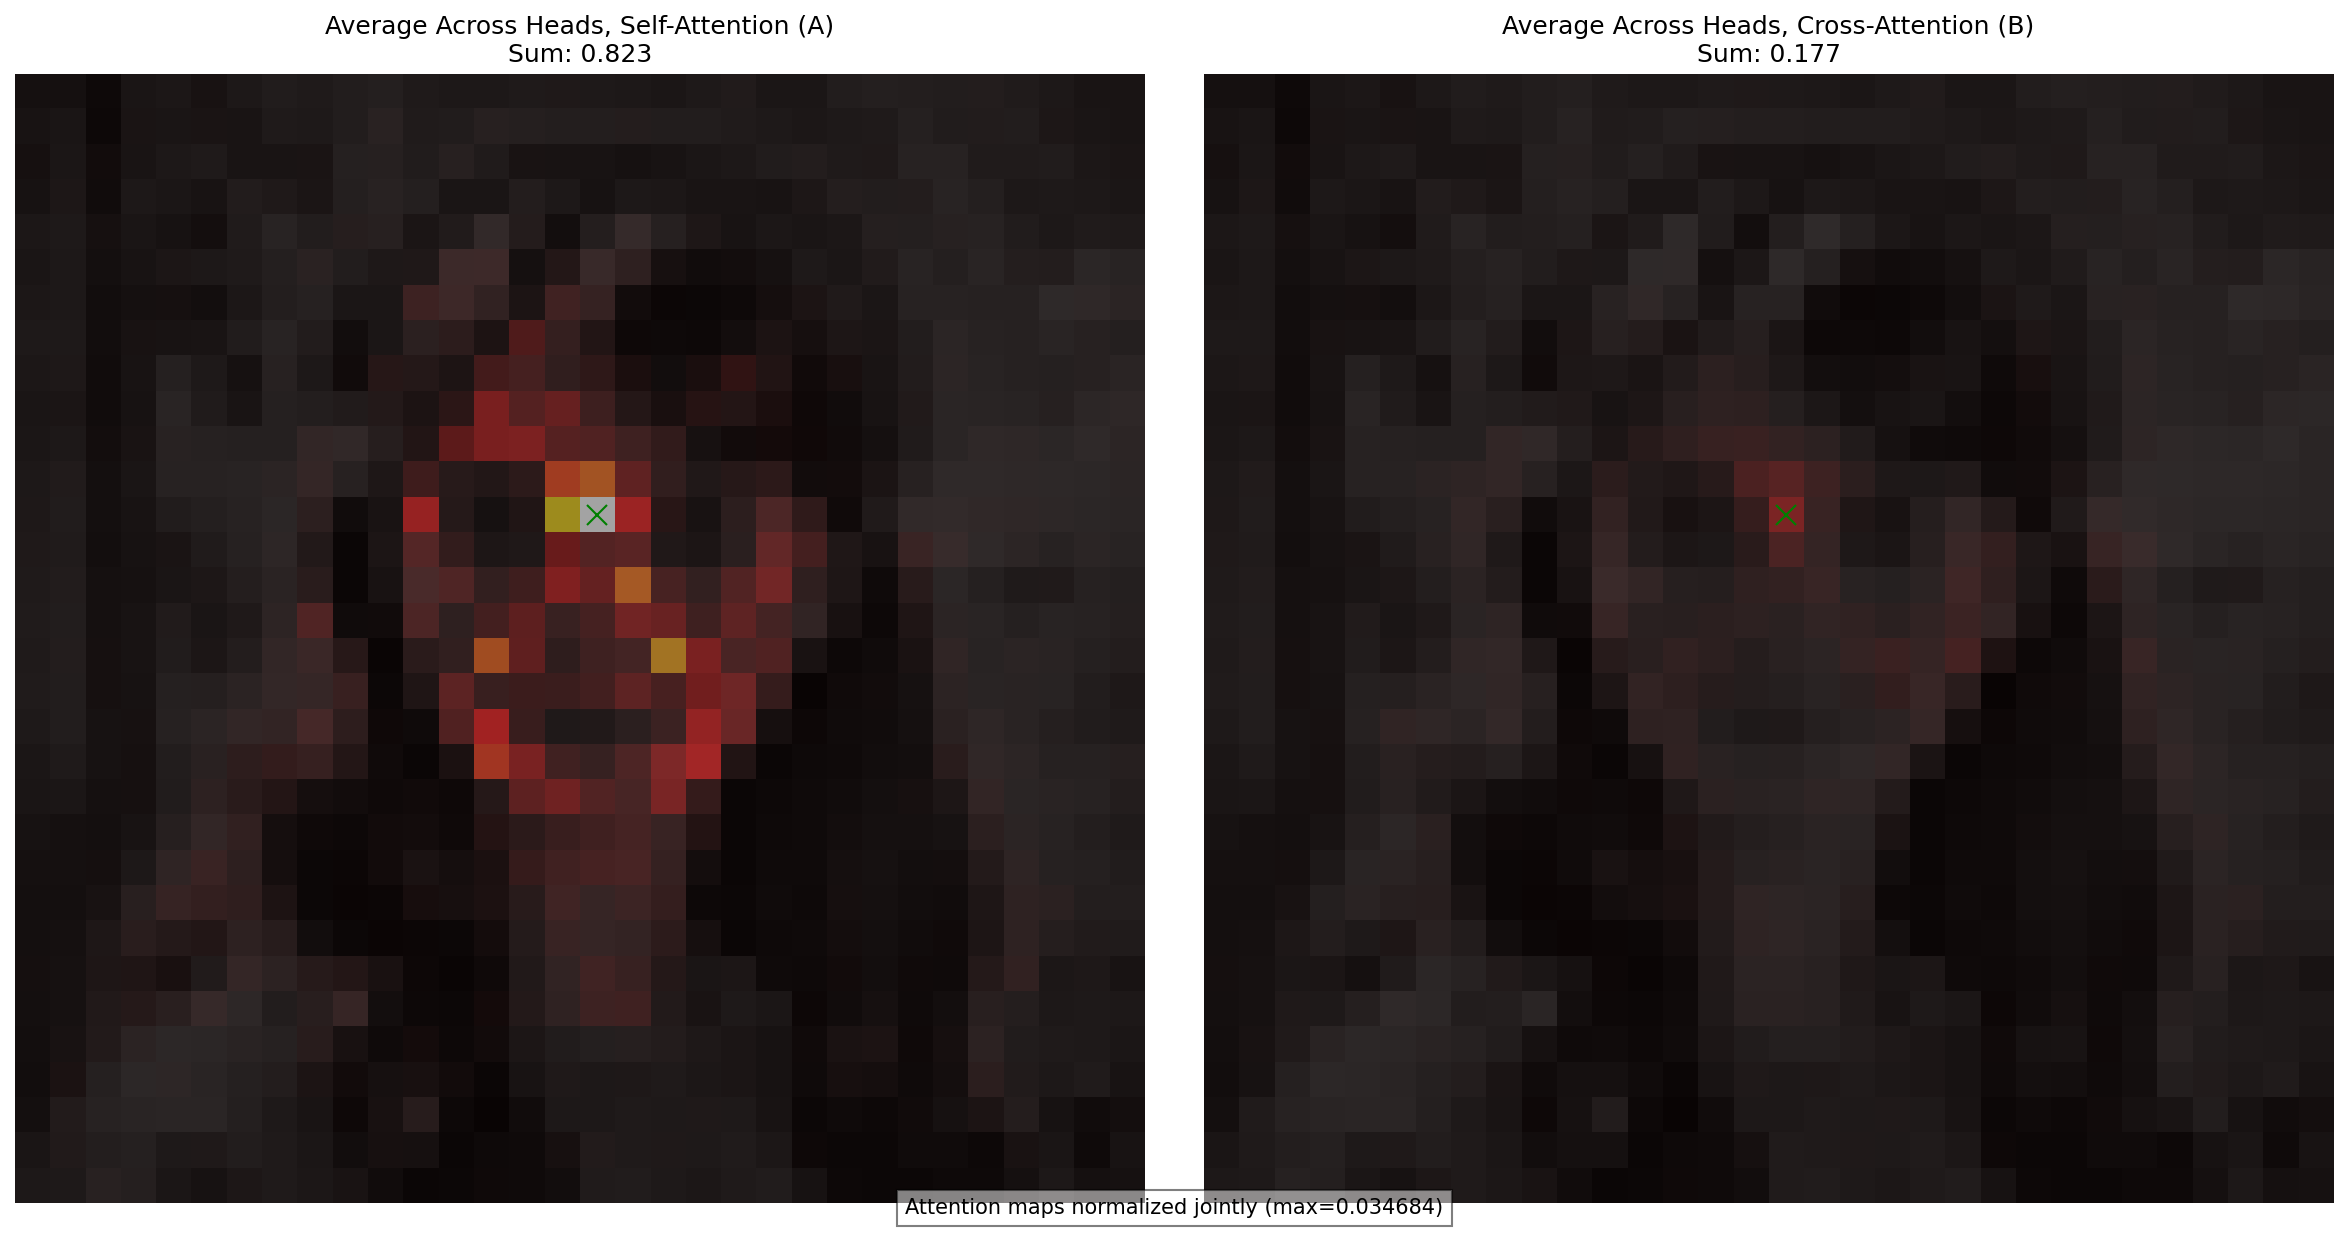 Average Across Heads, Self-Attention (A)
Sum: 0.823
Average Across Heads, Cross-Attention (B)
Sum: 0.177
Attention maps normalized jointly (max=0.034684)